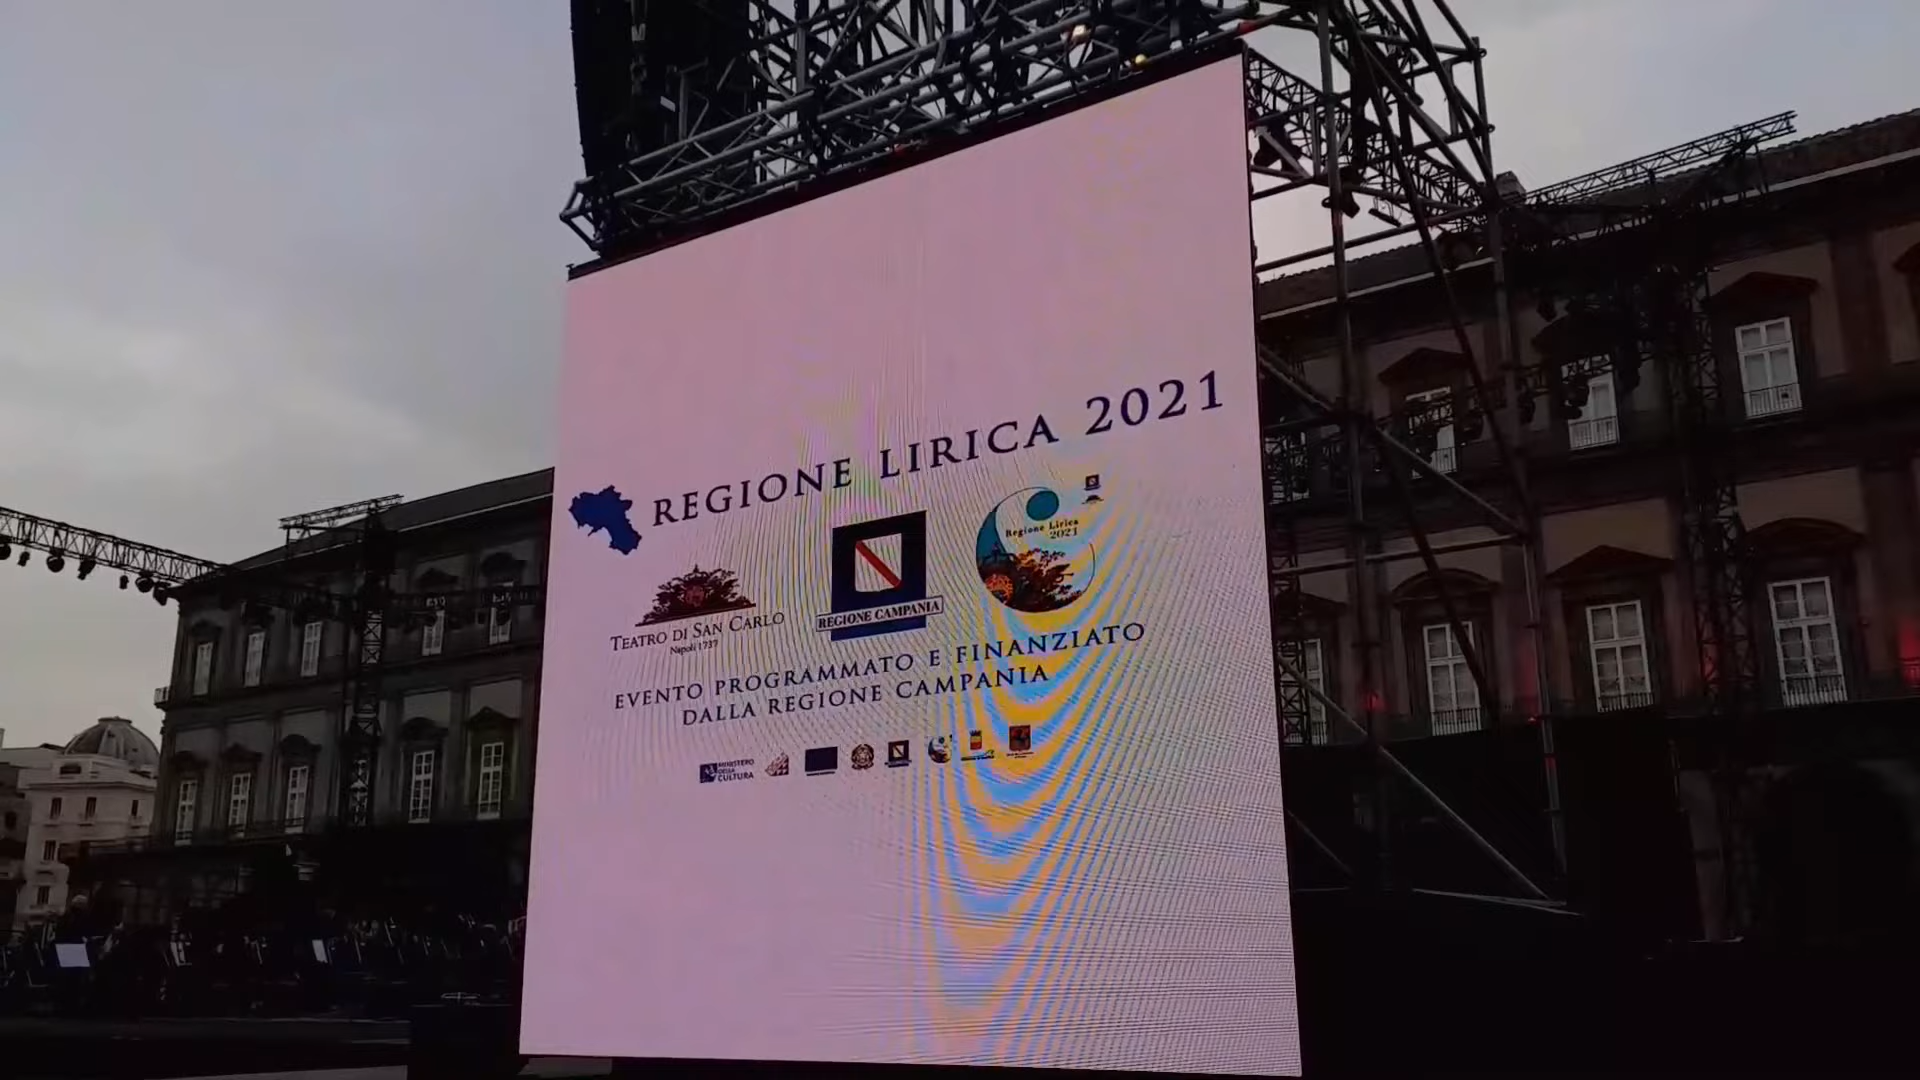 REGIONE LIRICA 2021
Regione Lirica
2021
TEATRO DI SAN CARLO
Napoli 1737
REGIONE CAMPANIA
EVENTO PROGRAMMATO E FINANZIATO
DALLA REGIONE CAMPANIA
MINISTERO
DELLA
CULTURA